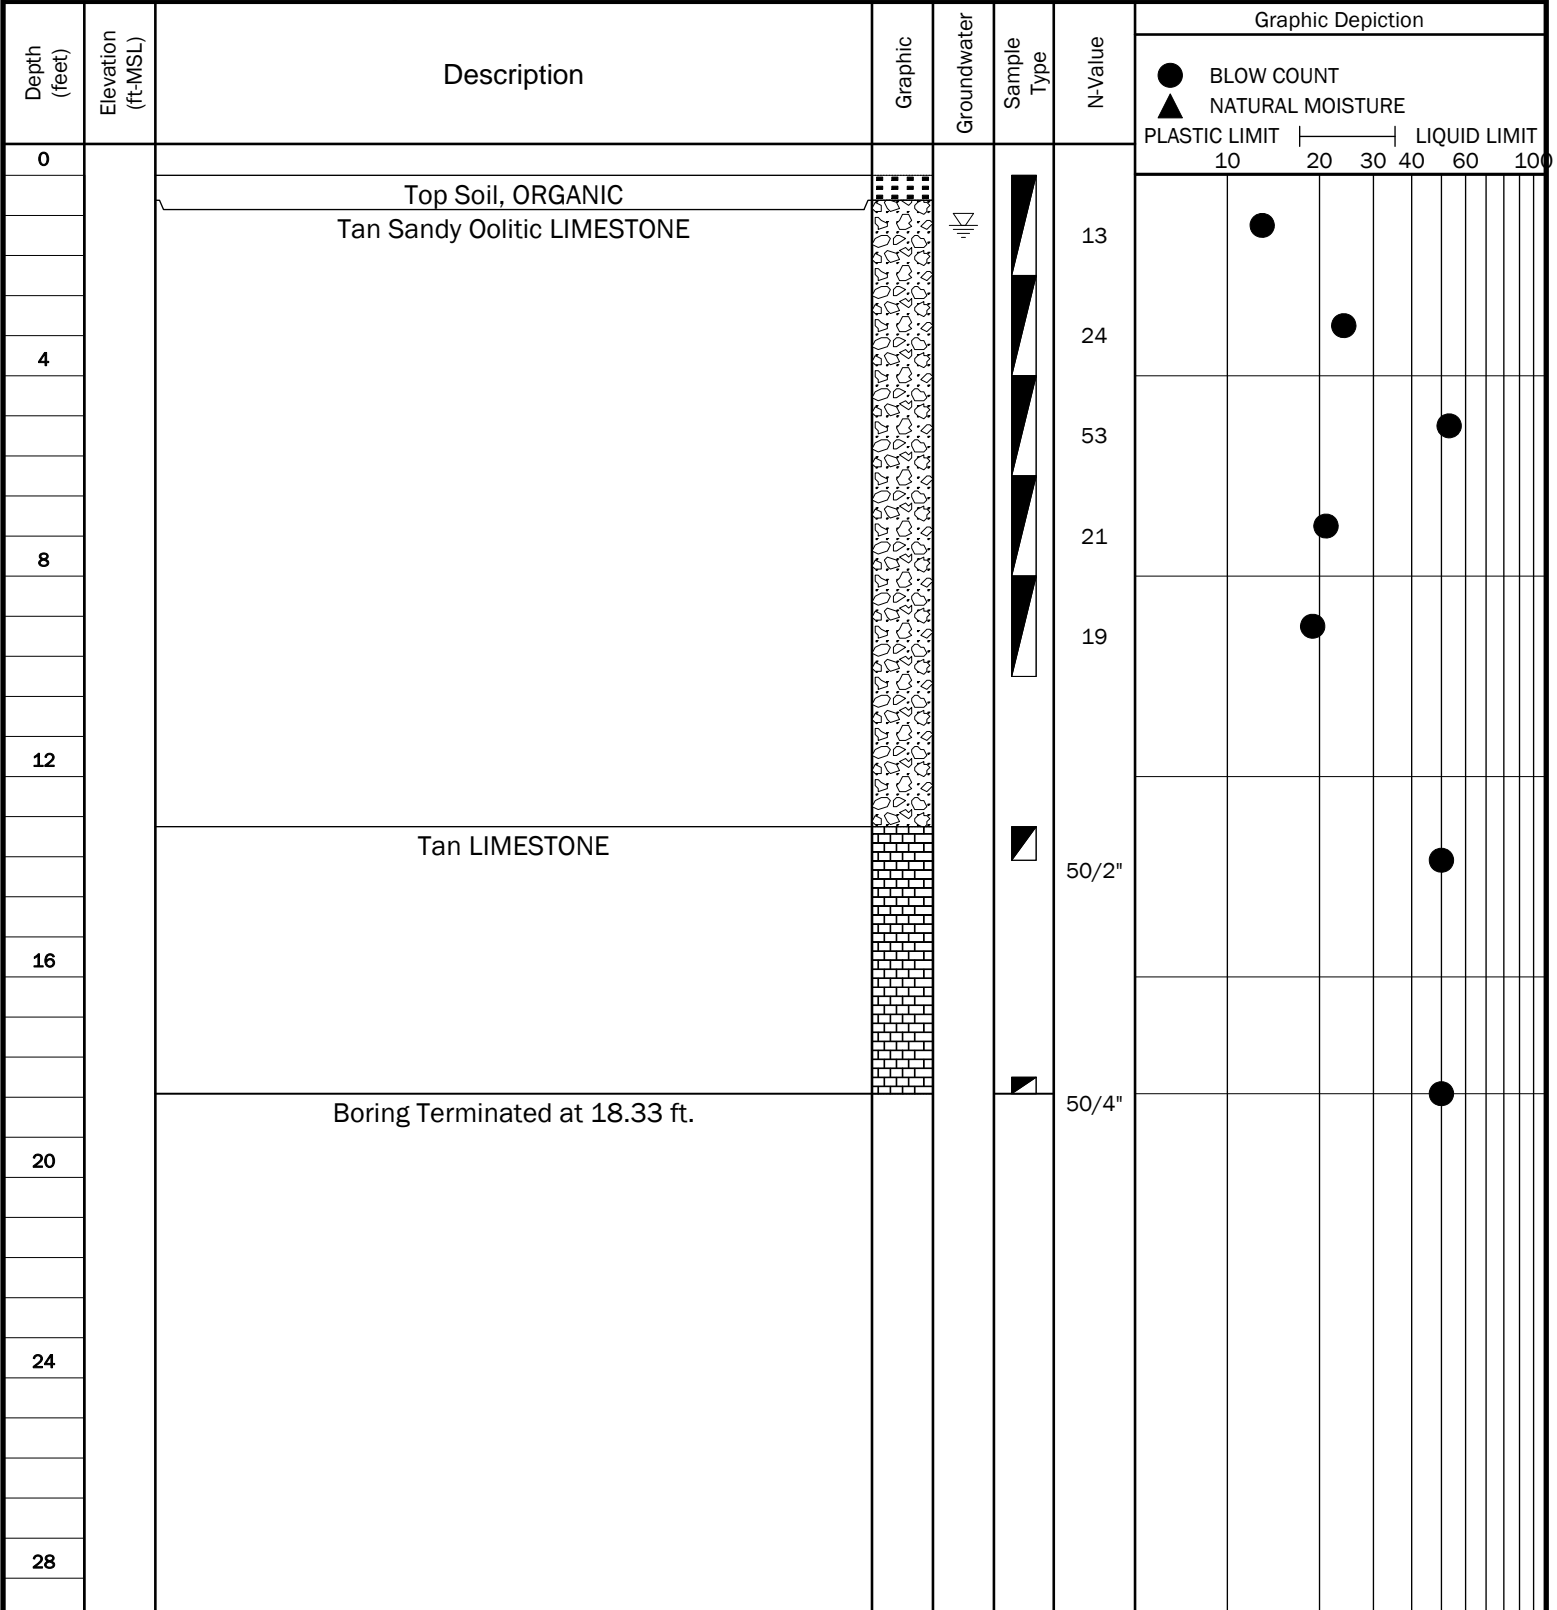 Depth
(feet)
Elevation
(ft-MSL)
Description
Graphic
Groundwater
Sample
Type
N-Value
Graphic Depiction
BLOW COUNT
NATURAL MOISTURE
PLASTIC LIMIT LIQUID LIMIT
10 20 30 40 60 100
0
Top Soil, ORGANIC
Tan Sandy Oolitic LIMESTONE
13
24
4
53
21
8
19
12
Tan LIMESTONE
50/2"
16
50/4"
Boring Terminated at 18.33 ft.
20
24
28